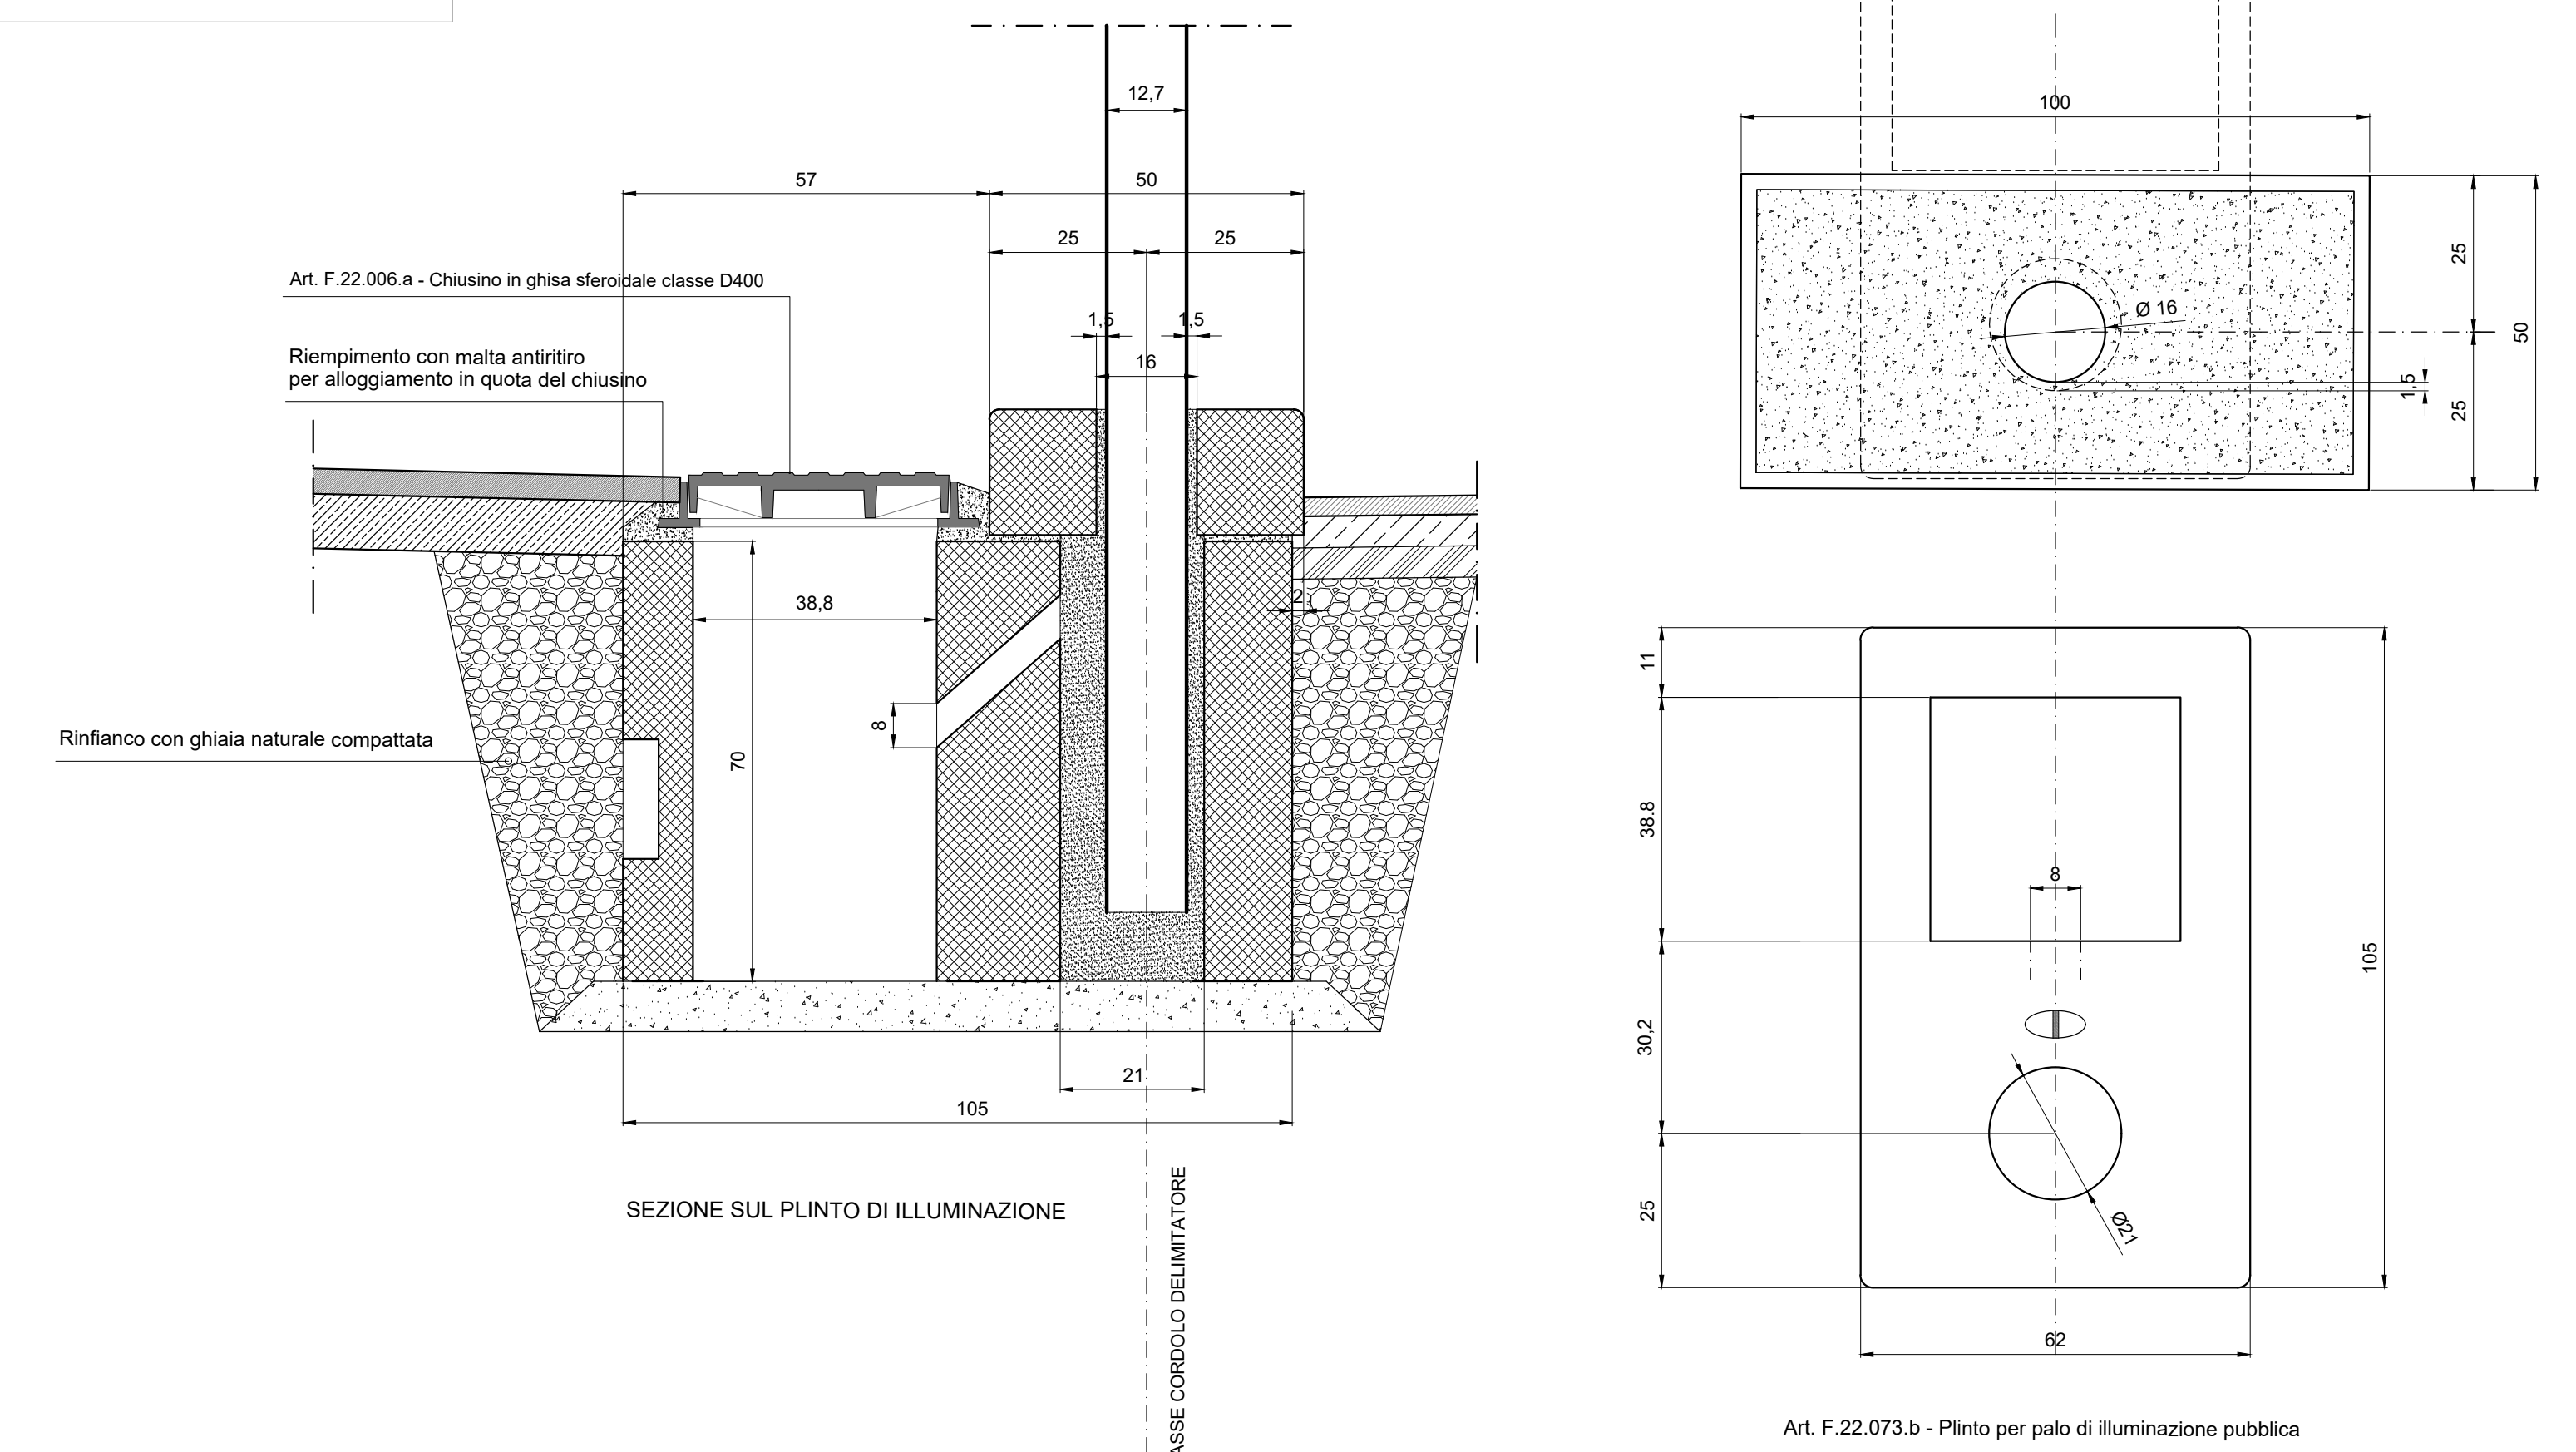 12,7
57
50
25
25
Art. F.22.006.a - Chiusino in ghisa sferoidale classe D400
1,5
1,5
16
Riempimento con malta antiritiro
per alloggiamento in quota del chiusino
38,8
2
8
70
Rinfianco con ghiaia naturale compattata
21
105
SEZIONE SUL PLINTO DI ILLUMINAZIONE
ASSE CORDOLO DELIMITATORE
100
Ø 16
25
50
1,5
25
11
38.8
8
105
30,2
25
Ø21
62
Art. F.22.073.b - Plinto per palo di illuminazione pubblica